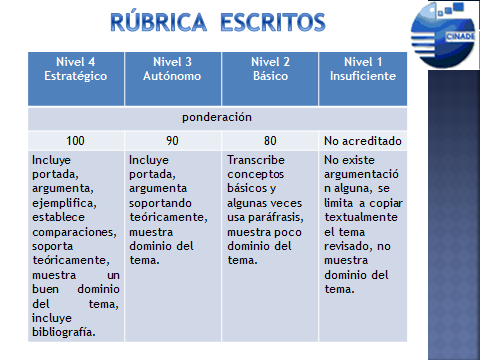 RÚBRICA ESCRITOS
CINADE
Nivel 4
Estratégico
Nivel 3
Autónomo
Nivel 2
Básico
Nivel 1
Insuficiente
ponderación
100
90
80
No acreditado
Incluye
portada,
argumenta,
ejemplifica,
establece
comparaciones,
soporta
teóricamente,
muestra un
buen dominio
del tema,
incluye
bibliografía.
Incluye
portada,
argumenta
soportando
teóricamente,
muestra
dominio del
tema.
Transcribe
conceptos
básicos y
algunas veces
usa paráfrasis,
muestra poco
dominio del
tema.
No existe
argumentació
n alguna, se
limita a copiar
textualmente
el tema
revisado, no
muestra
dominio del
tema.